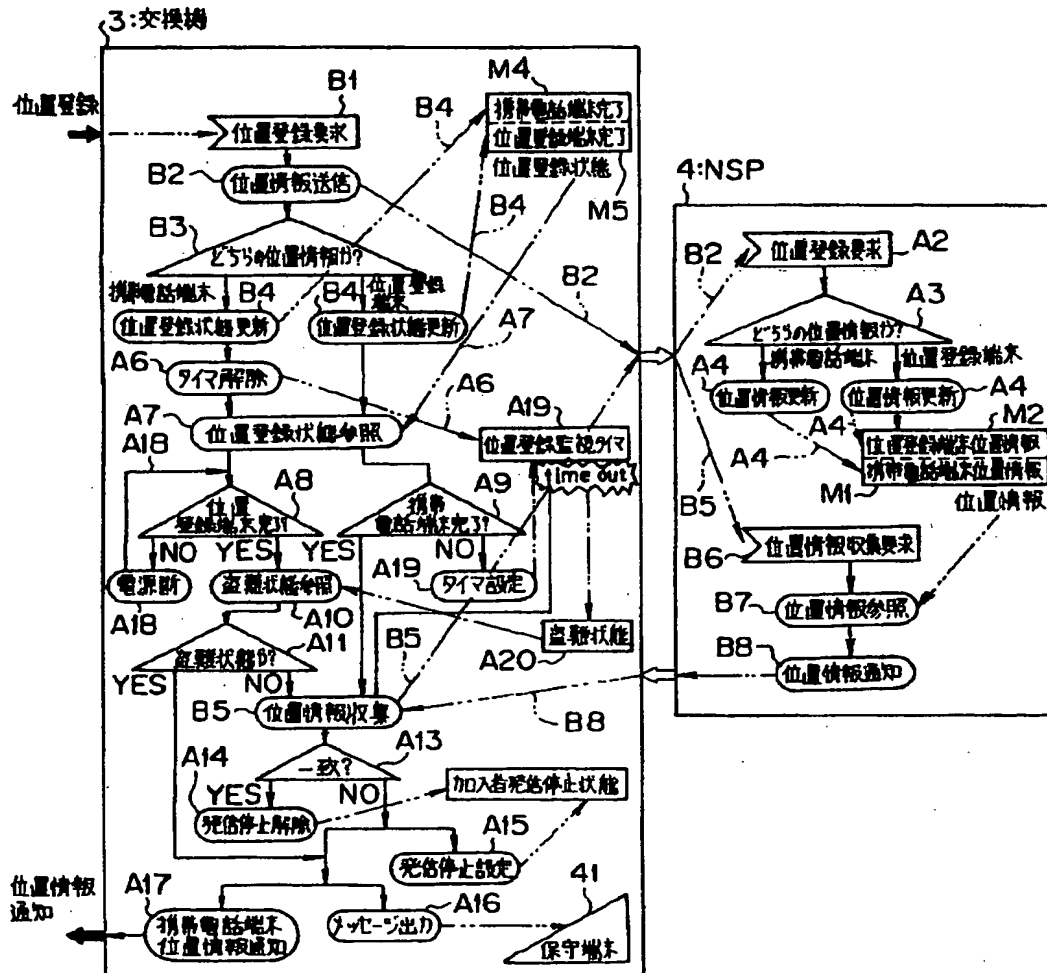 3:交換機
位置登録
B1
位置登録要求
B2
位置情報送信
B3
どちらの位置情報か?
携帯電話端末
位置登録
端末
B4
B4
位置登録状態更新
位置登録状態更新
A6
タイマ解除
A7
位置登録状態参照
A18
A8
位置
登録端末完了?
NO
YES
電源断
A18
盗難状態参照
A10
A11
盗難状態か?
YES
NO
B5
位置情報収集
A13
一致?
A14
YES
NO
発信停止解除
A15
発信停止設定
加入者発信停止状態
位置情報
通知
A17
携帯電話端末
位置情報通知
A16
メッセージ出力
41
保守端末
M4
携帯電話端末完了
位置登録端末完了
位置登録状態
M5
B4
B4
B2
A7
A6
A19
位置登録監視タイマ
time out
A9
携帯
電話端末完了?
YES
NO
A19
タイマ設定
盗難状態
A20
B5
B8
4:NSP
B2
位置登録要求
A2
A3
どちらの位置情報か?
携帯電話端末
位置登録端末
A4
A4
位置情報更新
位置情報更新
A4
A4
M2
位置登録端末位置情報
携帯電話端末位置情報
M1
位置情報
B5
B6
位置情報収集要求
B7
位置情報参照
B8
位置情報通知